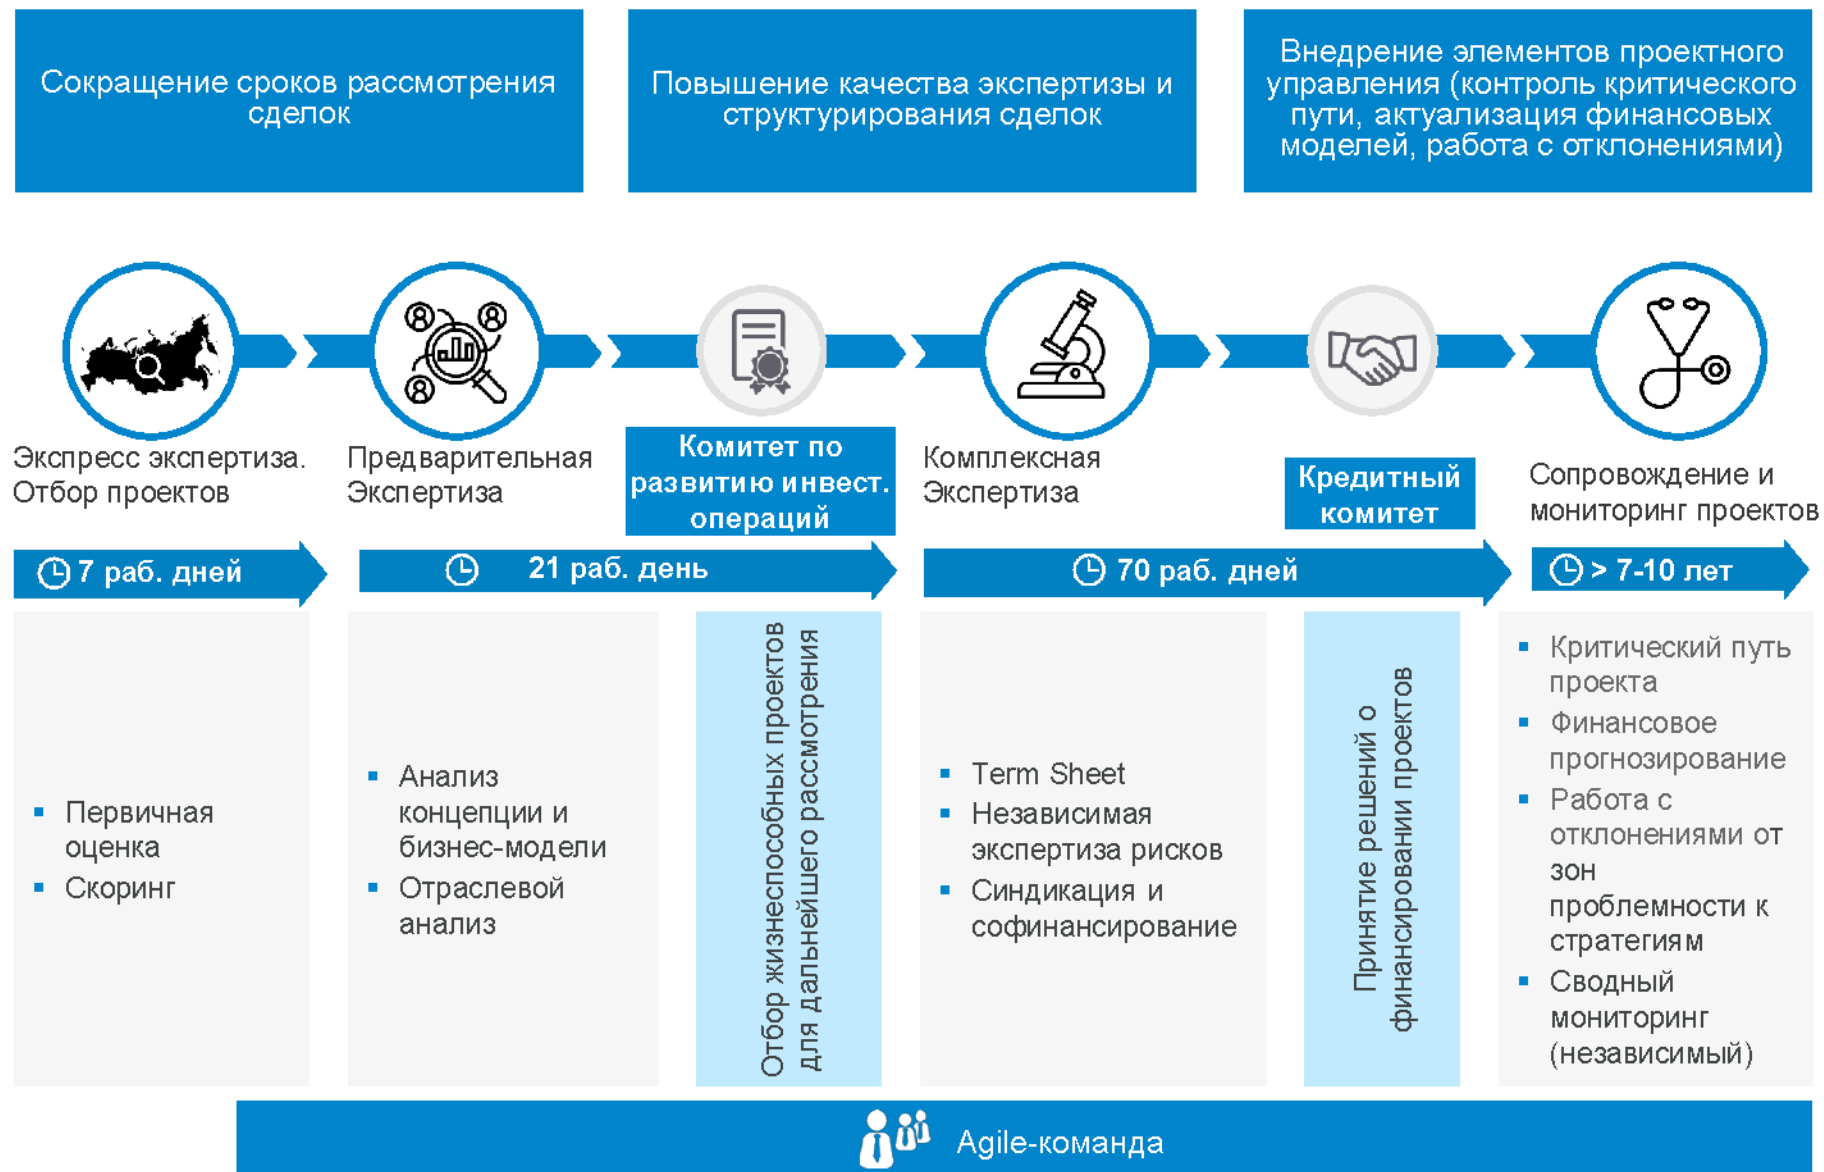 Сокращение сроков рассмотрения
сделок
Повышение качества экспертизы и
структурирования сделок
Внедрение элементов проектного
управления (контроль критического
пути, актуализация финансовых
моделей, работа с отклонениями)
Экспресс экспертиза.
Отбор проектов
Предварительная
Экспертиза
Комитет по
развитию инвест.
операций
Комплексная
Экспертиза
Кредитный
комитет
Сопровождение и
мониторинг проектов
7 раб. дней
21 раб. день
70 раб. дней
> 7-10 лет
▪ Первичная
оценка
▪ Скоринг
▪ Анализ
концепции и
бизнес-модели
▪ Отраслевой
анализ
Отбор жизнеспособных проектов
для дальнейшего рассмотрения
▪ Term Sheet
▪ Независимая
экспертиза рисков
▪ Синдикация и
софинансирование
Принятие решений о
финансировании проектов
▪ Критический путь
проекта
▪ Финансовое
прогнозирование
▪ Работа с
отклонениями от
зон
проблемности к
стратегиям
▪ Сводный
мониторинг
(независимый)
Agile-команда